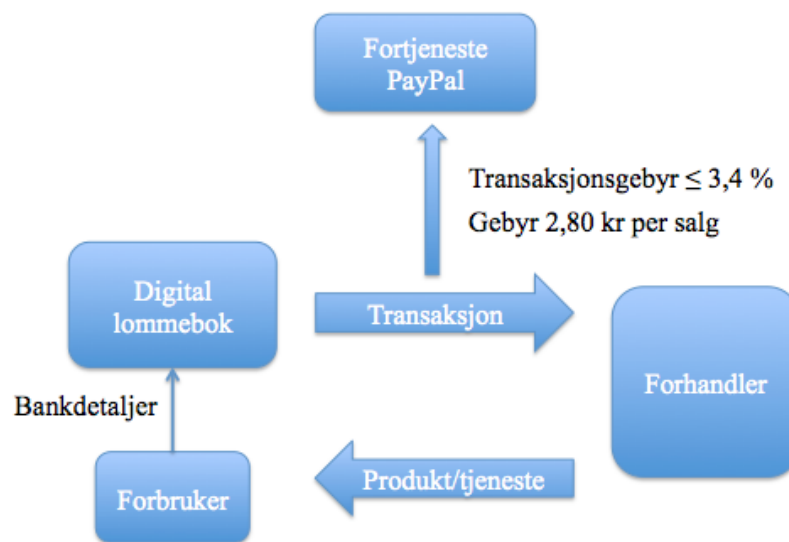 Fortjeneste
PayPal
Transaksjonsgebyr ≤ 3,4 %
Gebyr 2,80 kr per salg
Digital
lommebok
Transaksjon
Forhandler
Bankdetaljer
Produkt/tjeneste
Forbruker